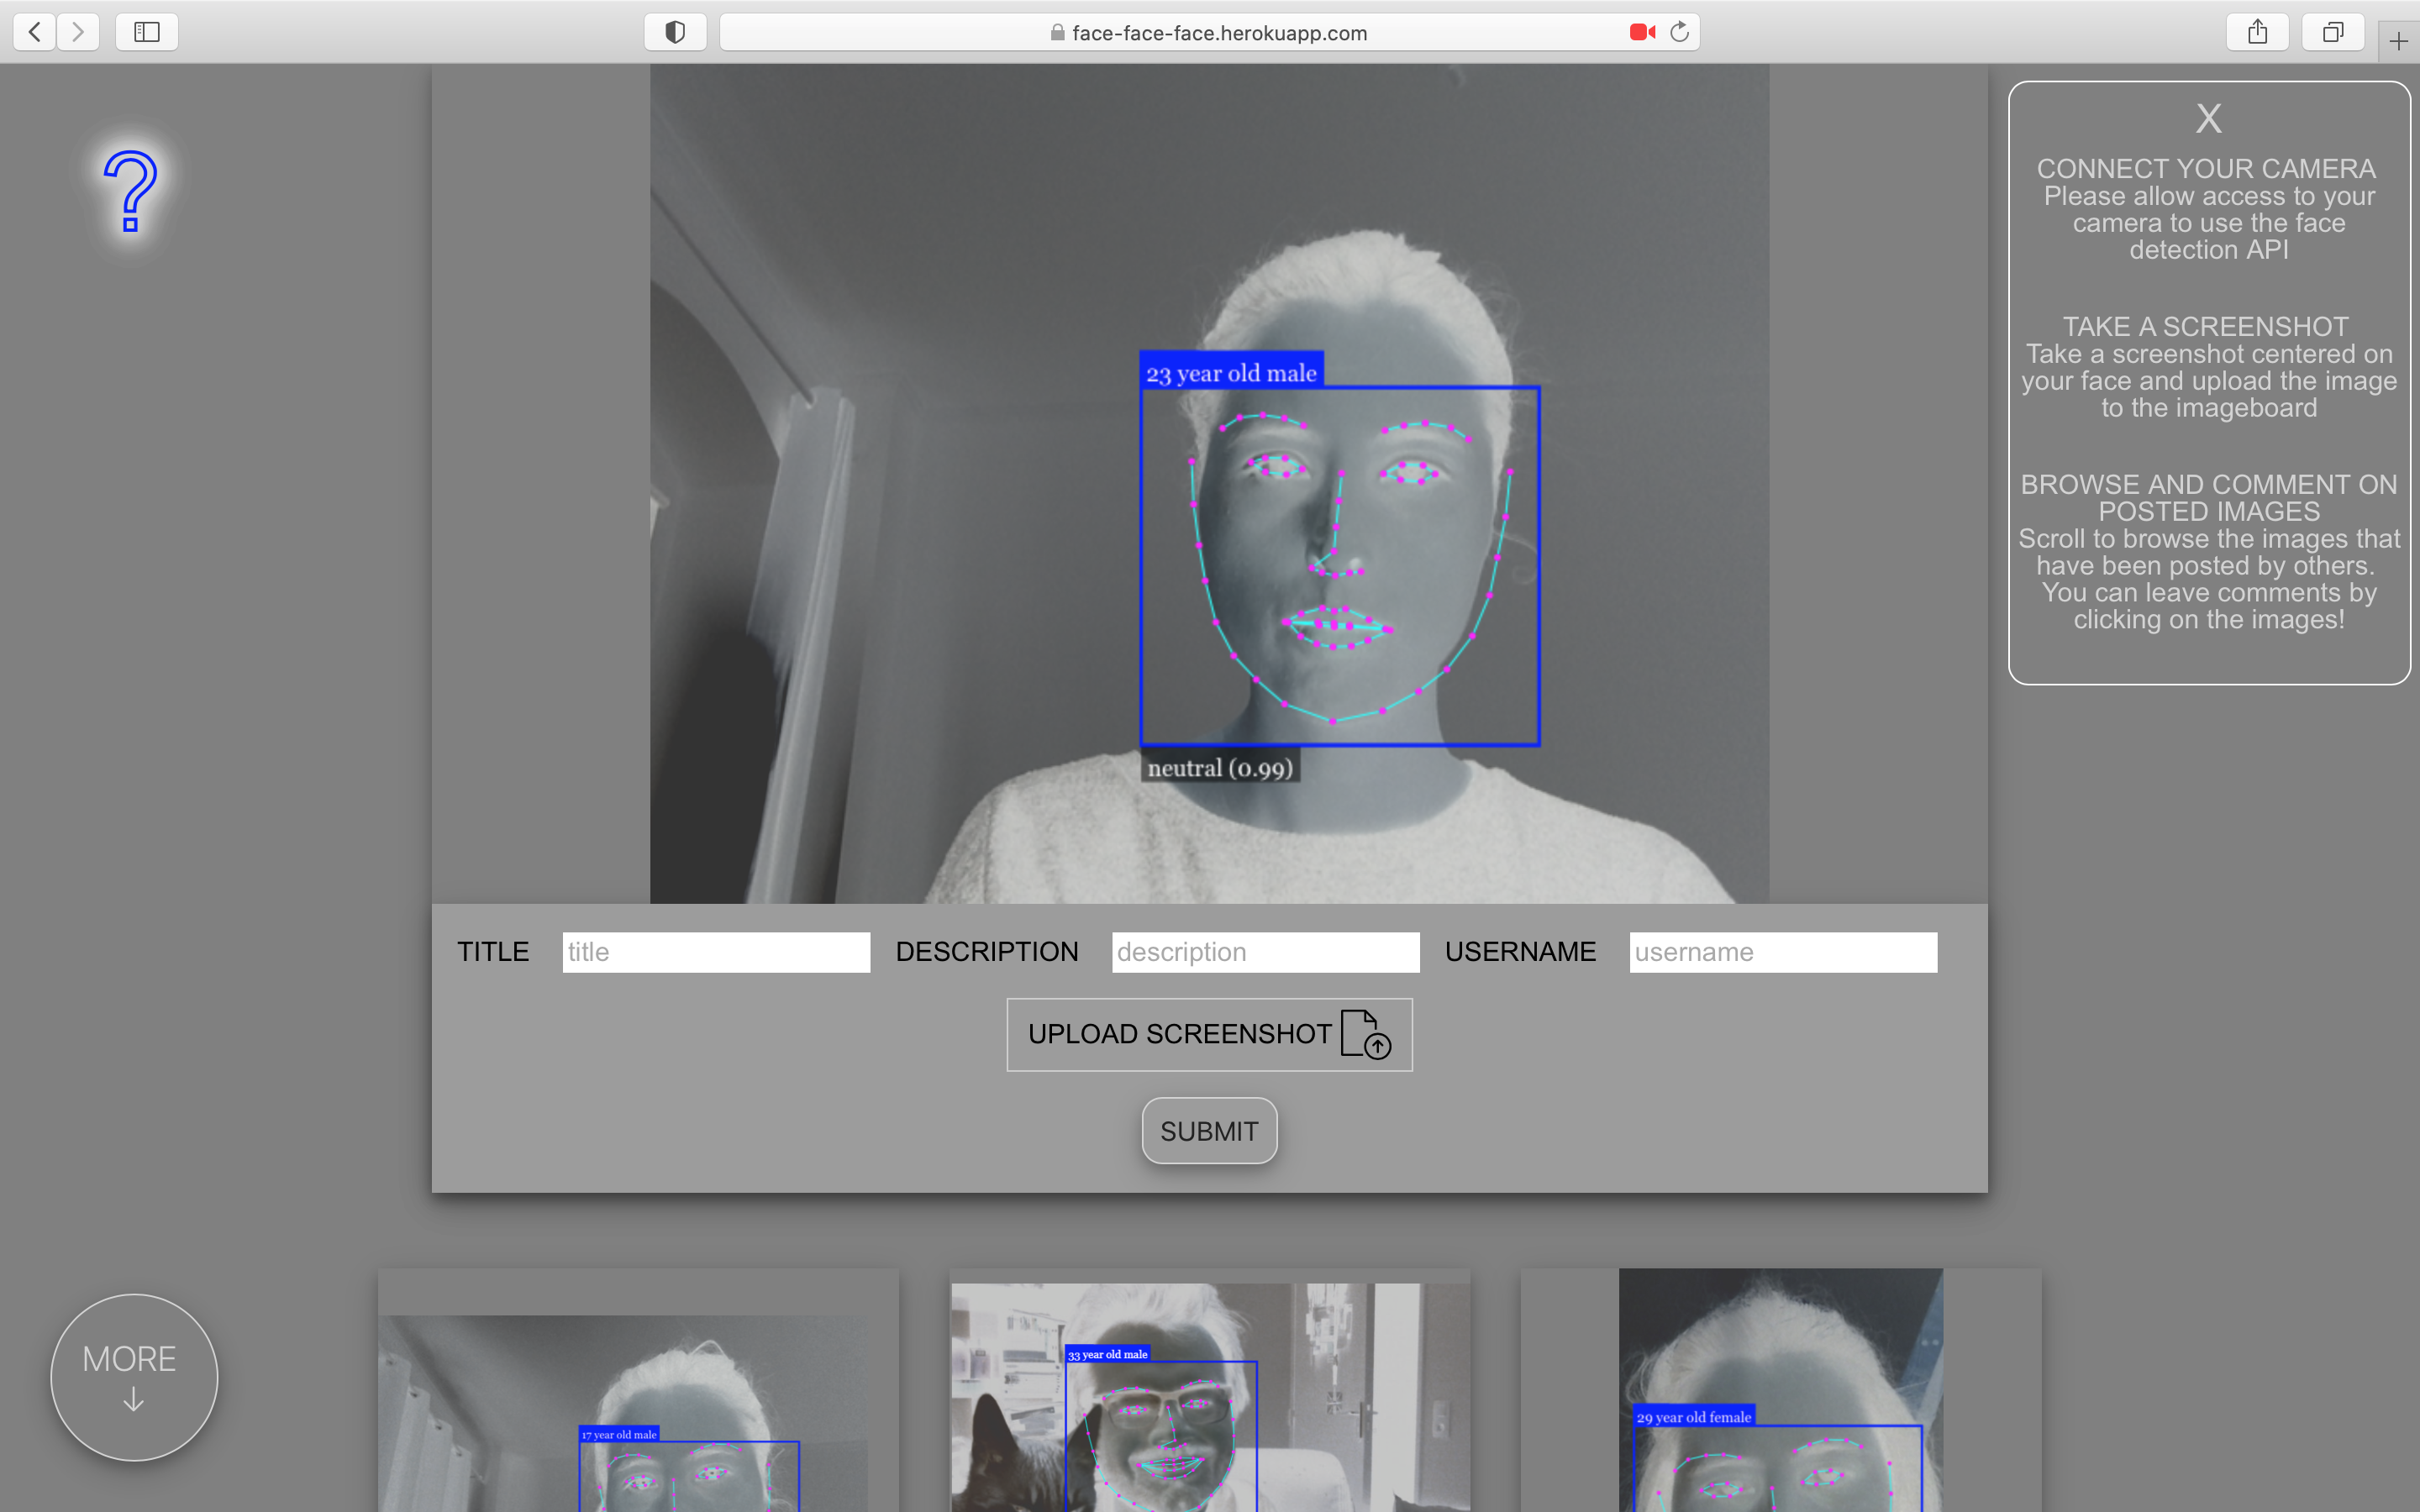 face-face-face.herokuapp.com
?
X
CONNECT YOUR CAMERA
Please allow access to your
camera to use the face
detection API
TAKE A SCREENSHOT
Take a screenshot centered on
your face and upload the image
to the imageboard
BROWSE AND COMMENT ON
POSTED IMAGES
Scroll to browse the images that
have been posted by others.
You can leave comments by
clicking on the images!
23 year old male
neutral (0.99)
TITLE title DESCRIPTION description USERNAME username
UPLOAD SCREENSHOT
SUBMIT
MORE
17 year old male
33 year old male
29 year old female